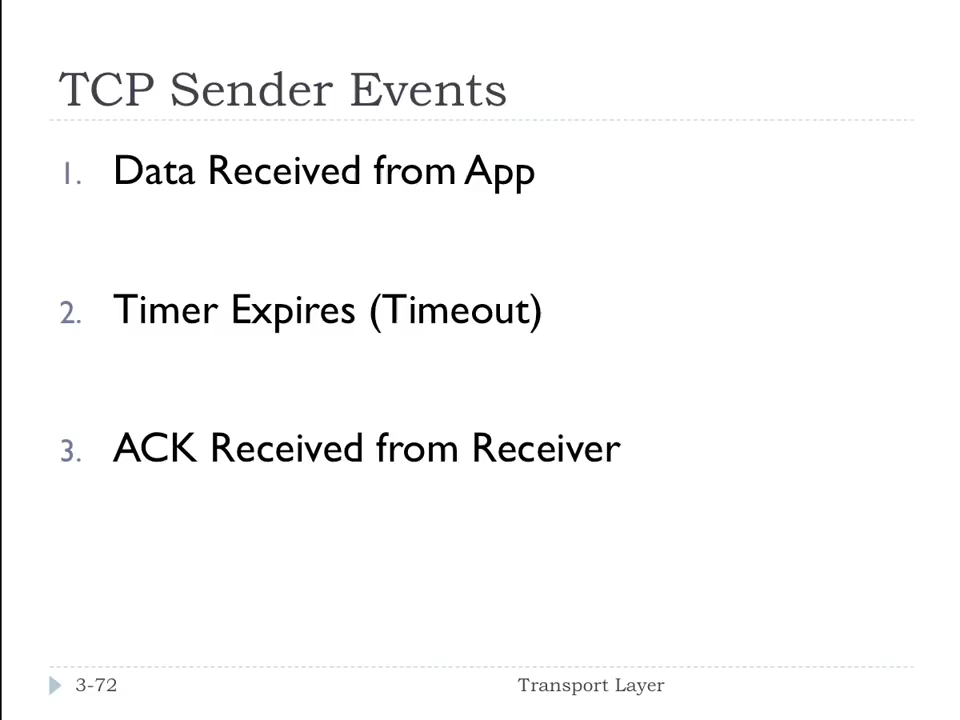 TCP Sender Events
1. Data Received from App
2. Timer Expires (Timeout)
3. ACK Received from Receiver
3-72
Transport Layer